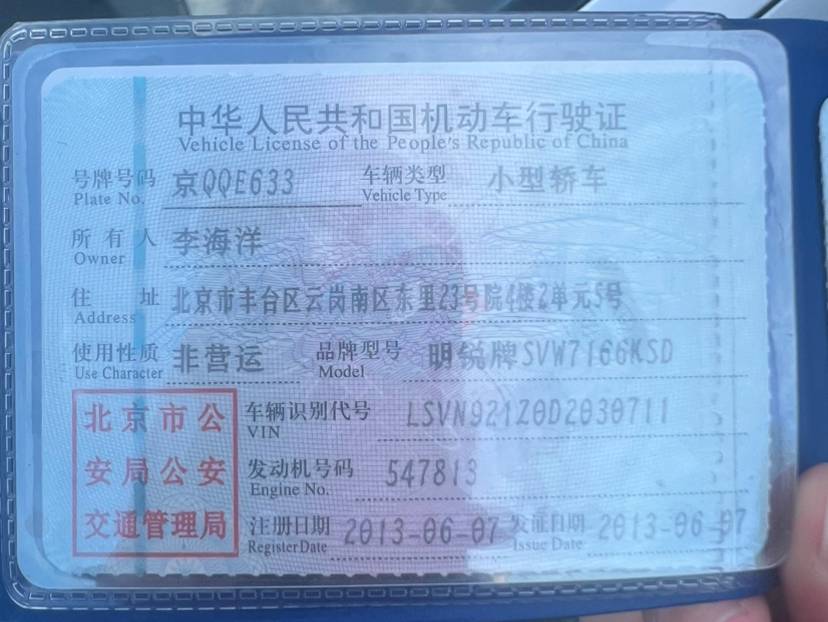 中华人民共和国机动车行驶证
Vehicle License of the People's Republic of China
号牌号码 京QQE633 车辆类型 小型轿车
Plate No. Vehicle Type
所有人 李海洋
Owner
住址 北京市丰台区云岗南区东里23号院4楼2单元5号
Address
使用性质 非营运 品牌型号 明锐牌SVW7166KSD
Use Character Model
北京市公 车辆识别代号 LSVN921Z0D2030711
VIN
安局公安 发动机号码 547813
Engine No.
交通管理局 注册日期 2013-06-07 发证日期 2013-06-07
Register Date Issue Date